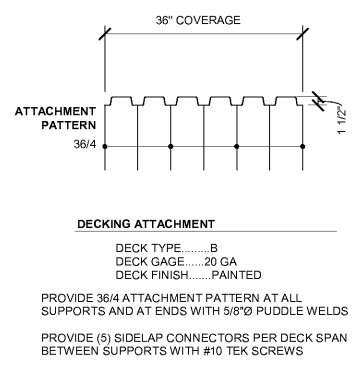 36" COVERAGE
ATTACHMENT
PATTERN
36/4
1 1/2"
DECKING ATTACHMENT
DECK TYPE.........B
DECK GAGE......20 GA
DECK FINISH.......PAINTED
PROVIDE 36/4 ATTACHMENT PATTERN AT ALL
SUPPORTS AND AT ENDS WITH 5/8"Ø PUDDLE WELDS
PROVIDE (5) SIDELAP CONNECTORS PER DECK SPAN
BETWEEN SUPPORTS WITH #10 TEK SCREWS